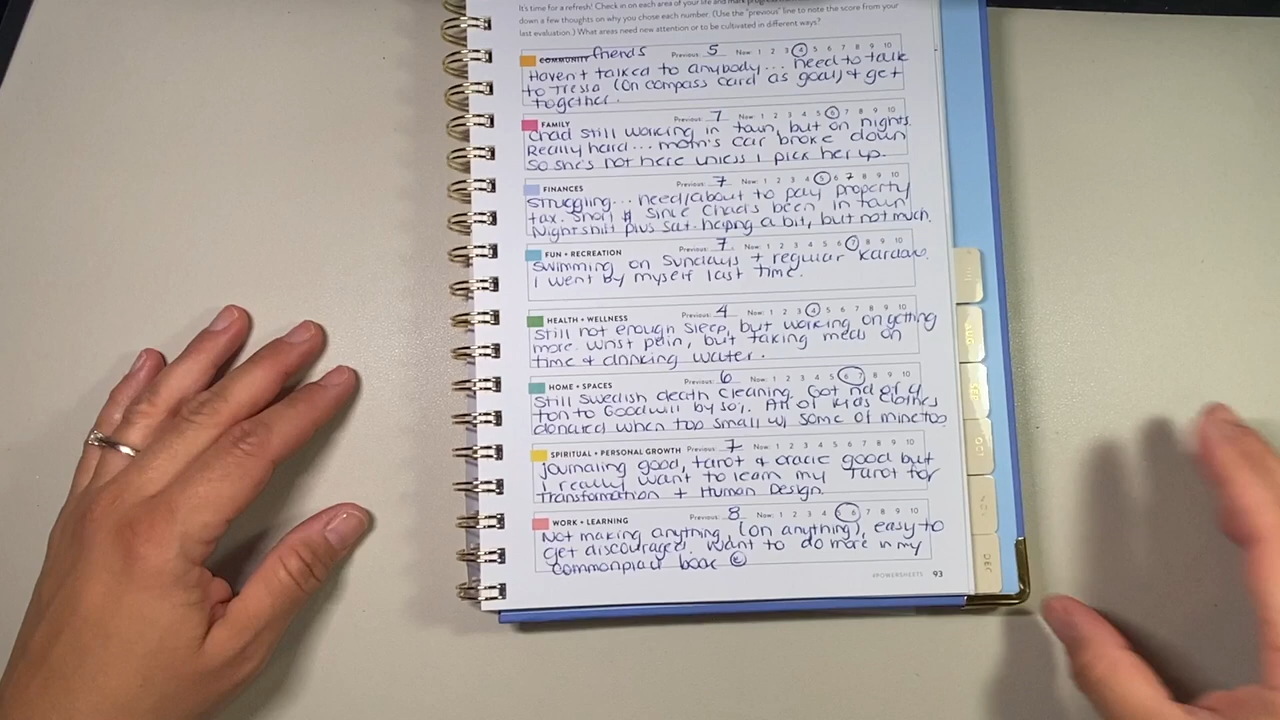 It's time for a refresh! Check in on each area of your life and mark
down a few thoughts on why you chose each number. (Use the "previous" line to note the score from your
last evaluation.) What areas need new attention or to be cultivated in different ways?
COMMUNITY friends Previous: 5 Now: 1 2 3 4 5 6 7 8 9 10
Haven't talked to anybody... need to talk
to Tressa (on compass card as goal) & get
together.
FAMILY Previous: 7 Now: 1 2 3 4 5 6 7 8 9 10
Chad still working in town, but on nights.
Really hard... mom's car broke down
so she's not here unless I pick her up.
FINANCES Previous: 7 Now: 1 2 3 4 5 6 7 8 9 10
Struggling... need/about to pay property
tax. Short $ since Chad's been in town
Nightshift plus Sat. helping a bit, but not much.
FUN + RECREATION Previous: 7 Now: 1 2 3 4 5 6 7 8 9 10
Swimming on Sundays + regular Kardow.
I went by myself last time.
HEALTH + WELLNESS Previous: 4 Now: 1 2 3 4 5 6 7 8 9 10
Still not enough sleep, but working on getting
more. Wrist pain, but taking meds on
time & drinking water.
HOME + SPACES Previous: 6 Now: 1 2 3 4 5 6 7 8 9 10
Still Swedish death cleaning. Got rid of a
ton to Goodwill by so/. All of kids clothes
donated when too small w/ some of mine too
SPIRITUAL + PERSONAL GROWTH Previous: 7 Now: 1 2 3 4 5 6 7 8 9 10
Journaling good, tarot & oracle good but
I really want to learn my Tarot for
Transformation + Human Design.
WORK + LEARNING Previous: 8 Now: 1 2 3 4 5 6 7 8 9 10
Not making anything (on anything), easy to
get discouraged. Want to do more in my
commonplace book ☺
#POWERSHEETS 93
AUG
SEP
OCT
NOV
DEC